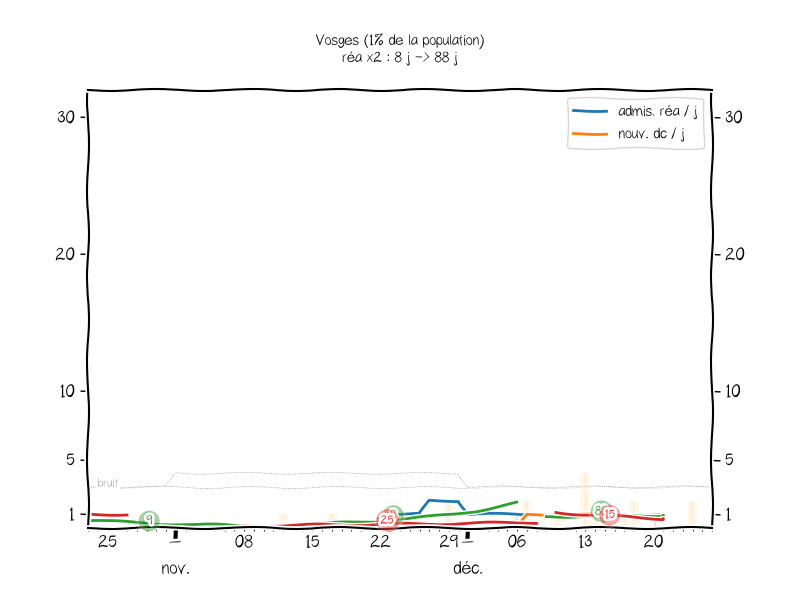 Vosges (1% de la population)
réa x2 : 8 j -> 88 j
30 30
admis. réa / j
nouv. dc / j
20 20
10 10
5 5
bruit
1 9 25 8 15 1
25 08 15 22 29 06 13 20
nov. déc.